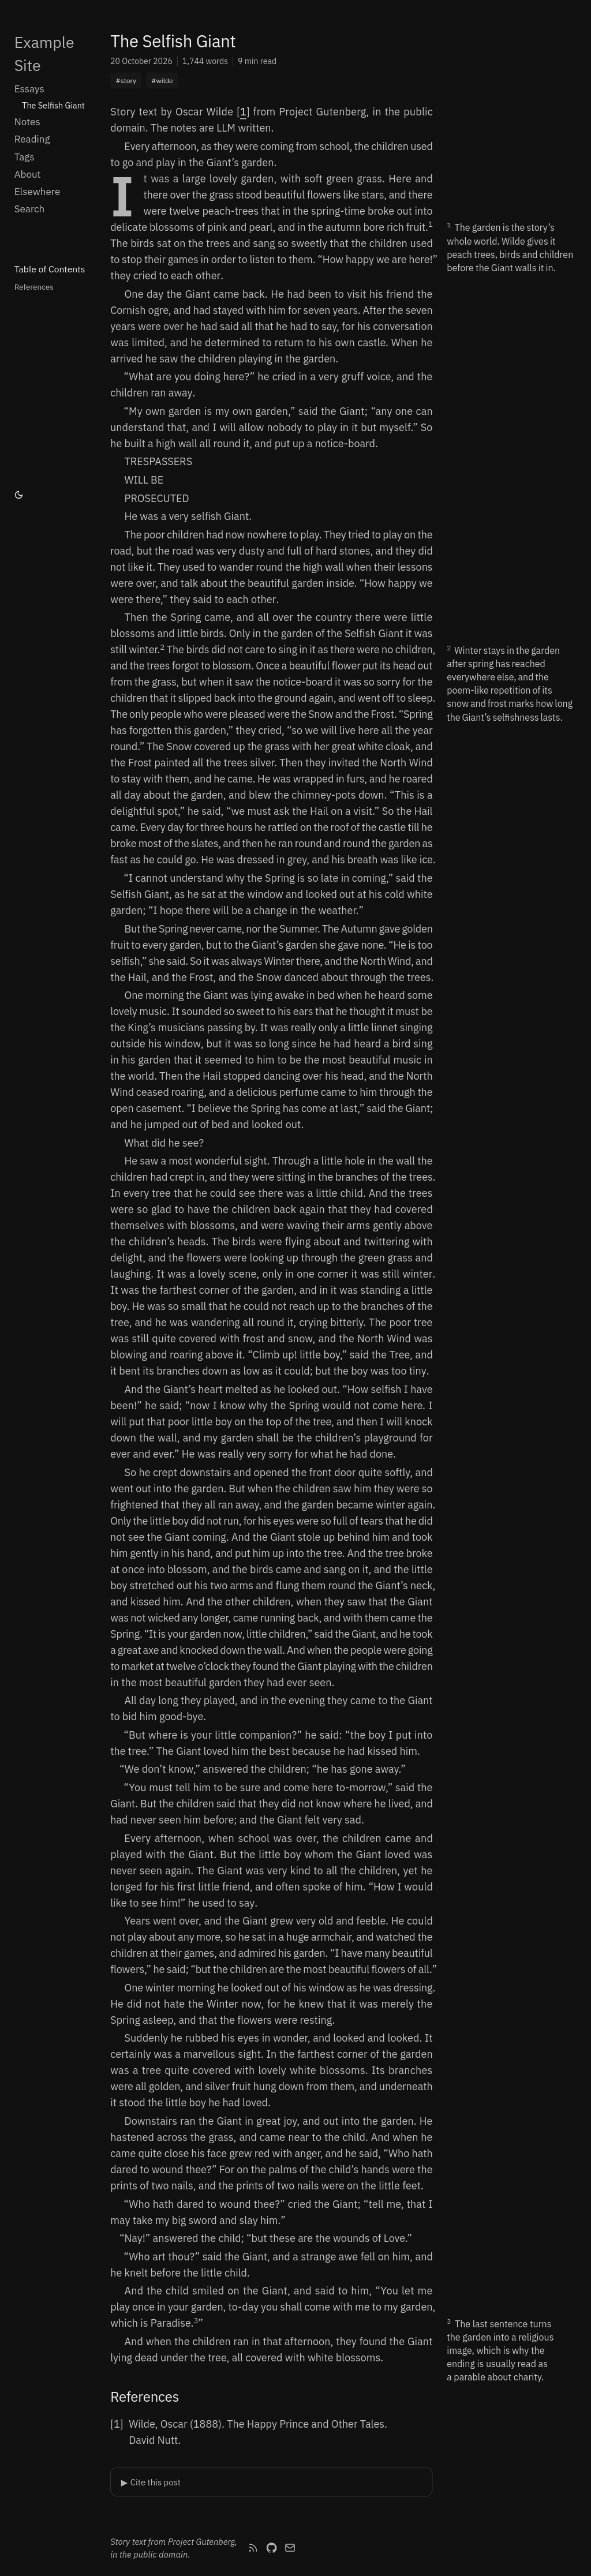 Example
Site
Essays
The Selfish Giant
Notes
Reading
Tags
About
Elsewhere
Search
Table of Contents
References
The Selfish Giant
20 October 2026 | 1,744 words | 9 min read
#story #wilde
Story text by Oscar Wilde [1] from Project Gutenberg, in the public
domain. The notes are LLM written.
Every afternoon, as they were coming from school, the children used
to go and play in the Giant’s garden.
It was a large lovely garden, with soft green grass. Here and
there over the grass stood beautiful flowers like stars, and there
were twelve peach-trees that in the spring-time broke out into
delicate blossoms of pink and pearl, and in the autumn bore rich fruit.1
The birds sat on the trees and sang so sweetly that the children used
to stop their games in order to listen to them. “How happy we are here!”
they cried to each other.
1 The garden is the story’s
whole world. Wilde gives it
peach trees, birds and children
before the Giant walls it in.
One day the Giant came back. He had been to visit his friend the
Cornish ogre, and had stayed with him for seven years. After the seven
years were over he had said all that he had to say, for his conversation
was limited, and he determined to return to his own castle. When he
arrived he saw the children playing in the garden.
“What are you doing here?” he cried in a very gruff voice, and the
children ran away.
“My own garden is my own garden,” said the Giant; “any one can
understand that, and I will allow nobody to play in it but myself.” So
he built a high wall all round it, and put up a notice-board.
TRESPASSERS
WILL BE
PROSECUTED
He was a very selfish Giant.
The poor children had now nowhere to play. They tried to play on the
road, but the road was very dusty and full of hard stones, and they did
not like it. They used to wander round the high wall when their lessons
were over, and talk about the beautiful garden inside. “How happy we
were there,” they said to each other.
Then the Spring came, and all over the country there were little
blossoms and little birds. Only in the garden of the Selfish Giant it was
still winter.2 The birds did not care to sing in it as there were no children,
and the trees forgot to blossom. Once a beautiful flower put its head out
from the grass, but when it saw the notice-board it was so sorry for the
children that it slipped back into the ground again, and went off to sleep.
The only people who were pleased were the Snow and the Frost. “Spring
has forgotten this garden,” they cried, “so we will live here all the year
round.” The Snow covered up the grass with her great white cloak, and
the Frost painted all the trees silver. Then they invited the North Wind
to stay with them, and he came. He was wrapped in furs, and he roared
all day about the garden, and blew the chimney-pots down. “This is a
delightful spot,” he said, “we must ask the Hail on a visit.” So the Hail
came. Every day for three hours he rattled on the roof of the castle till he
broke most of the slates, and then he ran round and round the garden as
fast as he could go. He was dressed in grey, and his breath was like ice.
2 Winter stays in the garden
after spring has reached
everywhere else, and the
poem-like repetition of its
snow and frost marks how long
the Giant’s selfishness lasts.
“I cannot understand why the Spring is so late in coming,” said the
Selfish Giant, as he sat at the window and looked out at his cold white
garden; “I hope there will be a change in the weather.”
But the Spring never came, nor the Summer. The Autumn gave golden
fruit to every garden, but to the Giant’s garden she gave none. “He is too
selfish,” she said. So it was always Winter there, and the North Wind, and
the Hail, and the Frost, and the Snow danced about through the trees.
One morning the Giant was lying awake in bed when he heard some
lovely music. It sounded so sweet to his ears that he thought it must be
the King’s musicians passing by. It was really only a little linnet singing
outside his window, but it was so long since he had heard a bird sing
in his garden that it seemed to him to be the most beautiful music in
the world. Then the Hail stopped dancing over his head, and the North
Wind ceased roaring, and a delicious perfume came to him through the
open casement. “I believe the Spring has come at last,” said the Giant;
and he jumped out of bed and looked out.
What did he see?
He saw a most wonderful sight. Through a little hole in the wall the
children had crept in, and they were sitting in the branches of the trees.
In every tree that he could see there was a little child. And the trees
were so glad to have the children back again that they had covered
themselves with blossoms, and were waving their arms gently above
the children’s heads. The birds were flying about and twittering with
delight, and the flowers were looking up through the green grass and
laughing. It was a lovely scene, only in one corner it was still winter.
It was the farthest corner of the garden, and in it was standing a little
boy. He was so small that he could not reach up to the branches of the
tree, and he was wandering all round it, crying bitterly. The poor tree
was still quite covered with frost and snow, and the North Wind was
blowing and roaring above it. “Climb up! little boy,” said the Tree, and
it bent its branches down as low as it could; but the boy was too tiny.
And the Giant’s heart melted as he looked out. “How selfish I have
been!” he said; “now I know why the Spring would not come here. I
will put that poor little boy on the top of the tree, and then I will knock
down the wall, and my garden shall be the children’s playground for
ever and ever.” He was really very sorry for what he had done.
So he crept downstairs and opened the front door quite softly, and
went out into the garden. But when the children saw him they were so
frightened that they all ran away, and the garden became winter again.
Only the little boy did not run, for his eyes were so full of tears that he did
not see the Giant coming. And the Giant stole up behind him and took
him gently in his hand, and put him up into the tree. And the tree broke
at once into blossom, and the birds came and sang on it, and the little
boy stretched out his two arms and flung them round the Giant’s neck,
and kissed him. And the other children, when they saw that the Giant
was not wicked any longer, came running back, and with them came the
Spring. “It is your garden now, little children,” said the Giant, and he took
a great axe and knocked down the wall. And when the people were going
to market at twelve o’clock they found the Giant playing with the children
in the most beautiful garden they had ever seen.
All day long they played, and in the evening they came to the Giant
to bid him good-bye.
“But where is your little companion?” he said: “the boy I put into
the tree.” The Giant loved him the best because he had kissed him.
“We don’t know,” answered the children; “he has gone away.”
“You must tell him to be sure and come here to-morrow,” said the
Giant. But the children said that they did not know where he lived, and
had never seen him before; and the Giant felt very sad.
Every afternoon, when school was over, the children came and
played with the Giant. But the little boy whom the Giant loved was
never seen again. The Giant was very kind to all the children, yet he
longed for his first little friend, and often spoke of him. “How I would
like to see him!” he used to say.
Years went over, and the Giant grew very old and feeble. He could
not play about any more, so he sat in a huge armchair, and watched the
children at their games, and admired his garden. “I have many beautiful
flowers,” he said; “but the children are the most beautiful flowers of all.”
One winter morning he looked out of his window as he was dressing.
He did not hate the Winter now, for he knew that it was merely the
Spring asleep, and that the flowers were resting.
Suddenly he rubbed his eyes in wonder, and looked and looked. It
certainly was a marvellous sight. In the farthest corner of the garden
was a tree quite covered with lovely white blossoms. Its branches
were all golden, and silver fruit hung down from them, and underneath
it stood the little boy he had loved.
Downstairs ran the Giant in great joy, and out into the garden. He
hastened across the grass, and came near to the child. And when he
came quite close his face grew red with anger, and he said, “Who hath
dared to wound thee?” For on the palms of the child’s hands were the
prints of two nails, and the prints of two nails were on the little feet.
“Who hath dared to wound thee?” cried the Giant; “tell me, that I
may take my big sword and slay him.”
“Nay!” answered the child; “but these are the wounds of Love.”
“Who art thou?” said the Giant, and a strange awe fell on him, and
he knelt before the little child.
And the child smiled on the Giant, and said to him, “You let me
play once in your garden, to-day you shall come with me to my garden,
which is Paradise.3”
3 The last sentence turns
the garden into a religious
image, which is why the
ending is usually read as
a parable about charity.
And when the children ran in that afternoon, they found the Giant
lying dead under the tree, all covered with white blossoms.
References
[1] Wilde, Oscar (1888). The Happy Prince and Other Tales.
David Nutt.
▶ Cite this post
Story text from Project Gutenberg,
in the public domain.